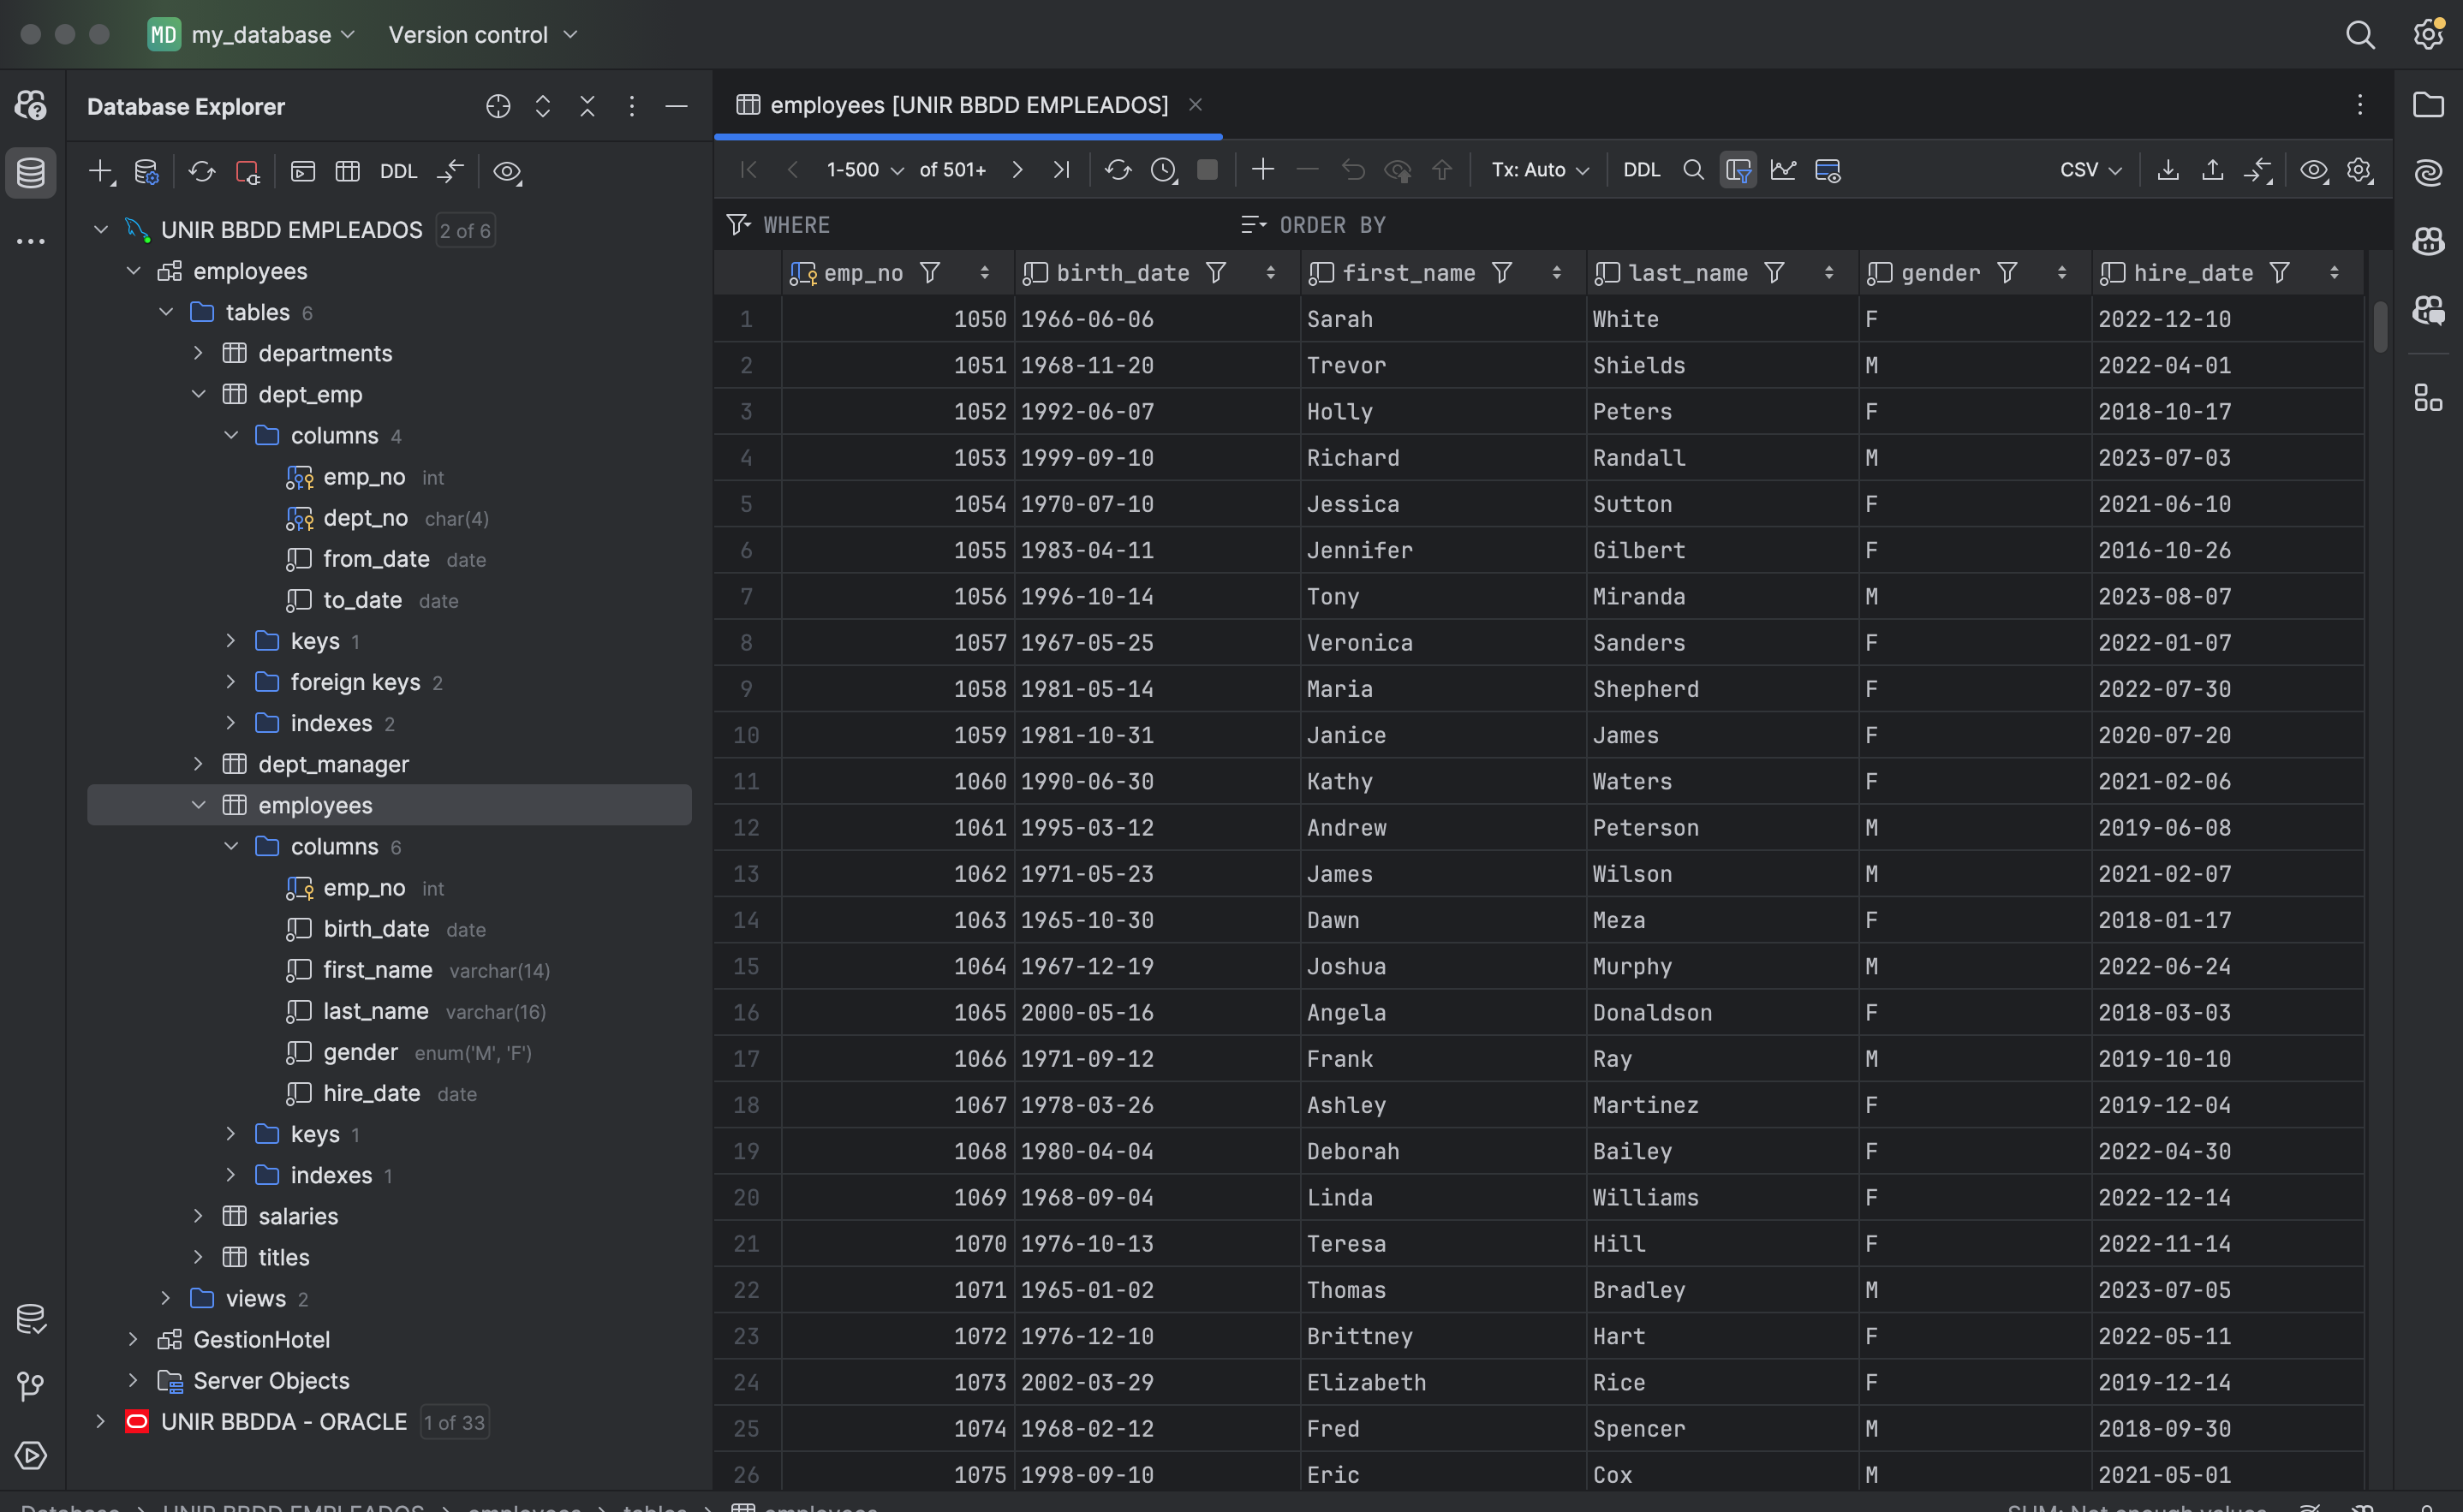 MD my_database Version control
Database Explorer
DDL
UNIR BBDD EMPLEADOS 2 of 6
employees
tables 6
departments
dept_emp
columns 4
emp_no int
dept_no char(4)
from_date date
to_date date
keys 1
foreign keys 2
indexes 2
dept_manager
employees
columns 6
emp_no int
birth_date date
first_name varchar(14)
last_name varchar(16)
gender enum('M', 'F')
hire_date date
keys 1
indexes 1
salaries
titles
views 2
GestionHotel
Server Objects
UNIR BBDDA - ORACLE 1 of 33
employees [UNIR BBDD EMPLEADOS]
1-500 of 501+ Tx: Auto DDL CSV
WHERE ORDER BY
emp_no birth_date first_name last_name gender hire_date
1 1050 1966-06-06 Sarah White F 2022-12-10
2 1051 1968-11-20 Trevor Shields M 2022-04-01
3 1052 1992-06-07 Holly Peters F 2018-10-17
4 1053 1999-09-10 Richard Randall M 2023-07-03
5 1054 1970-07-10 Jessica Sutton F 2021-06-10
6 1055 1983-04-11 Jennifer Gilbert F 2016-10-26
7 1056 1996-10-14 Tony Miranda M 2023-08-07
8 1057 1967-05-25 Veronica Sanders F 2022-01-07
9 1058 1981-05-14 Maria Shepherd F 2022-07-30
10 1059 1981-10-31 Janice James F 2020-07-20
11 1060 1990-06-30 Kathy Waters F 2021-02-06
12 1061 1995-03-12 Andrew Peterson M 2019-06-08
13 1062 1971-05-23 James Wilson M 2021-02-07
14 1063 1965-10-30 Dawn Meza F 2018-01-17
15 1064 1967-12-19 Joshua Murphy M 2022-06-24
16 1065 2000-05-16 Angela Donaldson F 2018-03-03
17 1066 1971-09-12 Frank Ray M 2019-10-10
18 1067 1978-03-26 Ashley Martinez F 2019-12-04
19 1068 1980-04-04 Deborah Bailey F 2022-04-30
20 1069 1968-09-04 Linda Williams F 2022-12-14
21 1070 1976-10-13 Teresa Hill F 2022-11-14
22 1071 1965-01-02 Thomas Bradley M 2023-07-05
23 1072 1976-12-10 Brittney Hart F 2022-05-11
24 1073 2002-03-29 Elizabeth Rice F 2019-12-14
25 1074 1968-02-12 Fred Spencer M 2018-09-30
26 1075 1998-09-10 Eric Cox M 2021-05-01
Database UNIR BBDD EMPLEADOS employees tables employees SUM: Not enough values